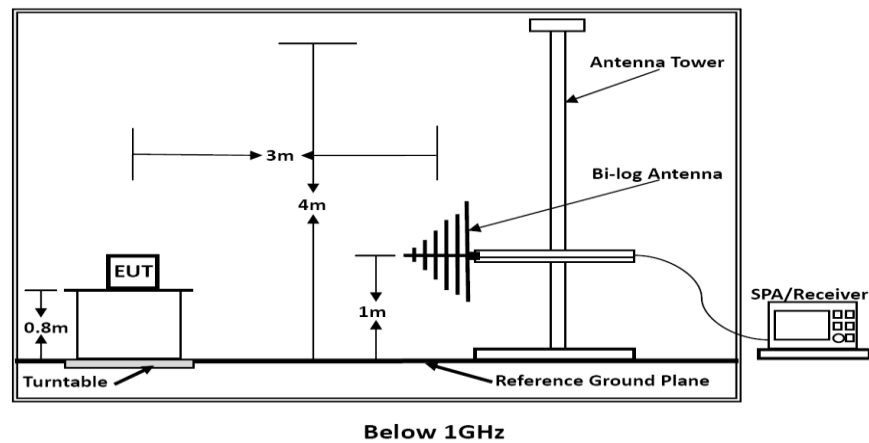 Antenna Tower
3m
Bi-log Antenna
4m
EUT
SPA/Receiver
0.8m
1m
Turntable
Reference Ground Plane
Below 1GHz